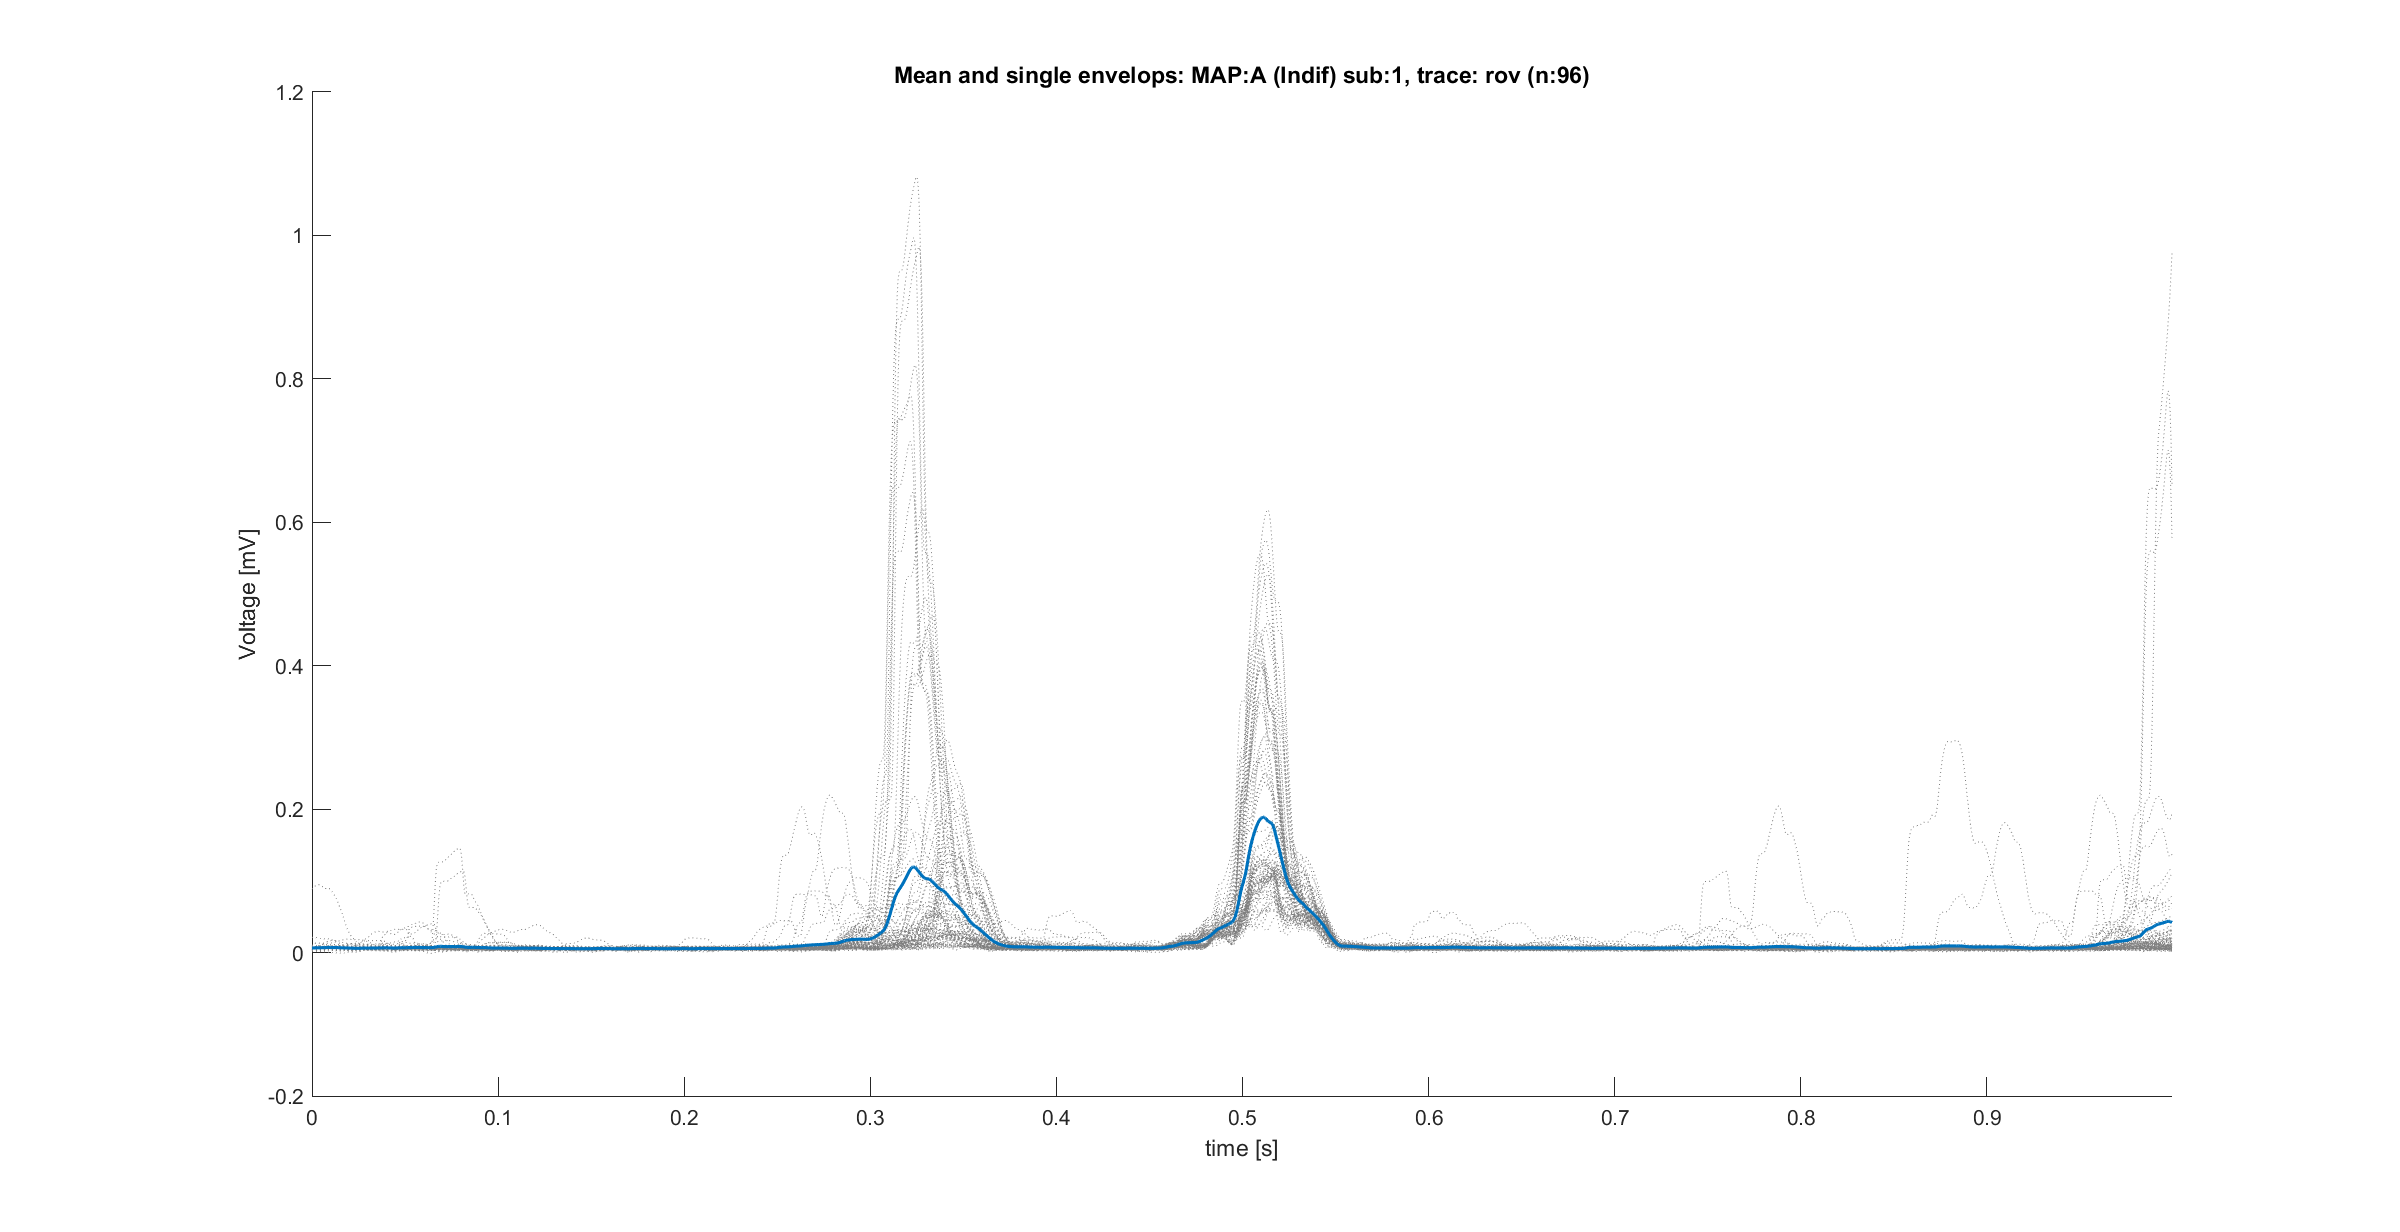 Mean and single envelops: MAP:A (Indif) sub:1, trace: rov (n:96)
1.2
1
0.8
0.6
0.4
0.2
0
-0.2
Voltage [mV]
0 0.1 0.2 0.3 0.4 0.5 0.6 0.7 0.8 0.9
time [s]